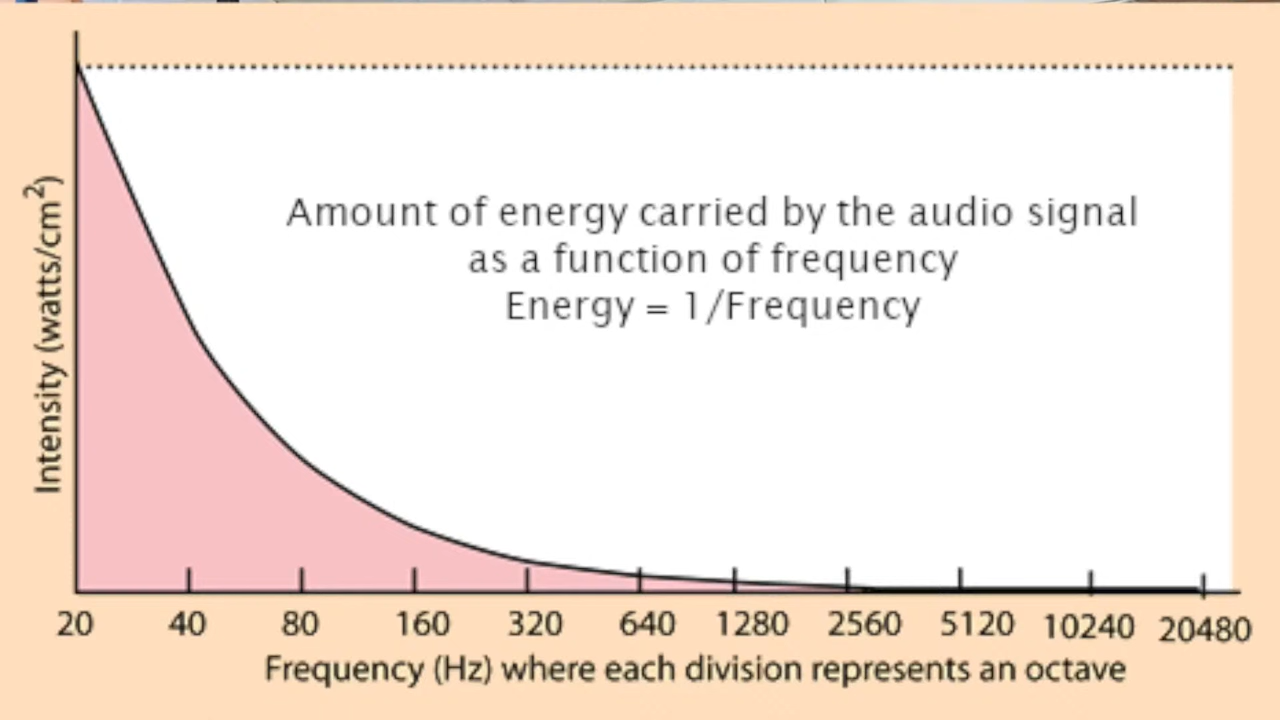 Amount of energy carried by the audio signal
as a function of frequency
Energy = 1/Frequency
Intensity (watts/cm²)
20 40 80 160 320 640 1280 2560 5120 10240 20480
Frequency (Hz) where each division represents an octave